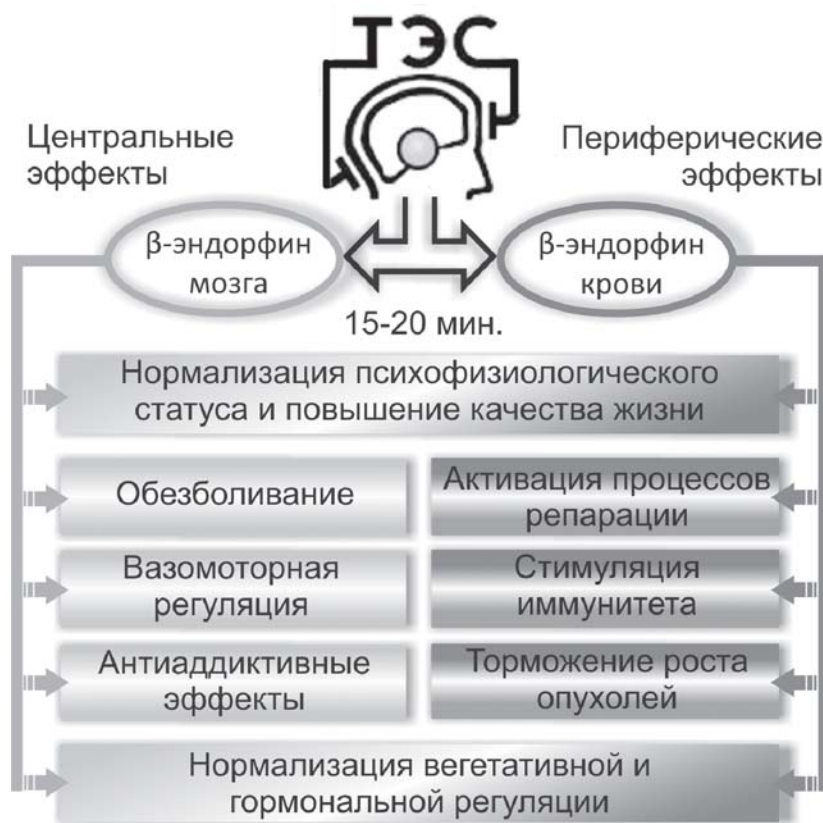 ТЭС
Центральные
эффекты
Периферические
эффекты
β-эндорфин
мозга
β-эндорфин
крови
15-20 мин.
Нормализация психофизиологического
статуса и повышение качества жизни
Обезболивание
Активация процессов
репарации
Вазомоторная
регуляция
Стимуляция
иммунитета
Антиаддиктивные
эффекты
Торможение роста
опухолей
Нормализация вегетативной и
гормональной регуляции